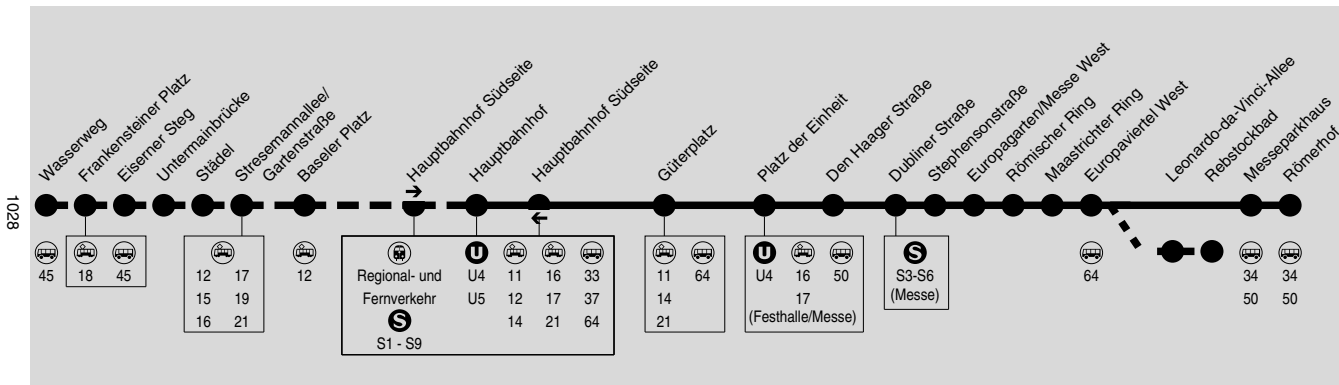 1028
Wasserweg
Frankensteiner Platz
Eiserner Steg
Untermainbrücke
Städel
Stresemannallee/
Gartenstraße
Baseler Platz
Hauptbahnhof Südseite
Hauptbahnhof
Hauptbahnhof Südseite
Güterplatz
Platz der Einheit
Den Haager Straße
Dubliner Straße
Stephensonstraße
Europagarten/Messe West
Römischer Ring
Maastrichter Ring
Europaviertel West
Leonardo-da-Vinci-Allee
Rebstockbad
Messeparkhaus
Römerhof
45
18 45
12 17
15 19
16 21
12
Regional- und
Fernverkehr
S
S1 - S9
U
U4 11 16 33
U5 12 17 37
14 21 64
11 64
14
21
U
U4 16 50
17
(Festhalle/Messe)
S
S3-S6
(Messe)
64
34 34
50 50